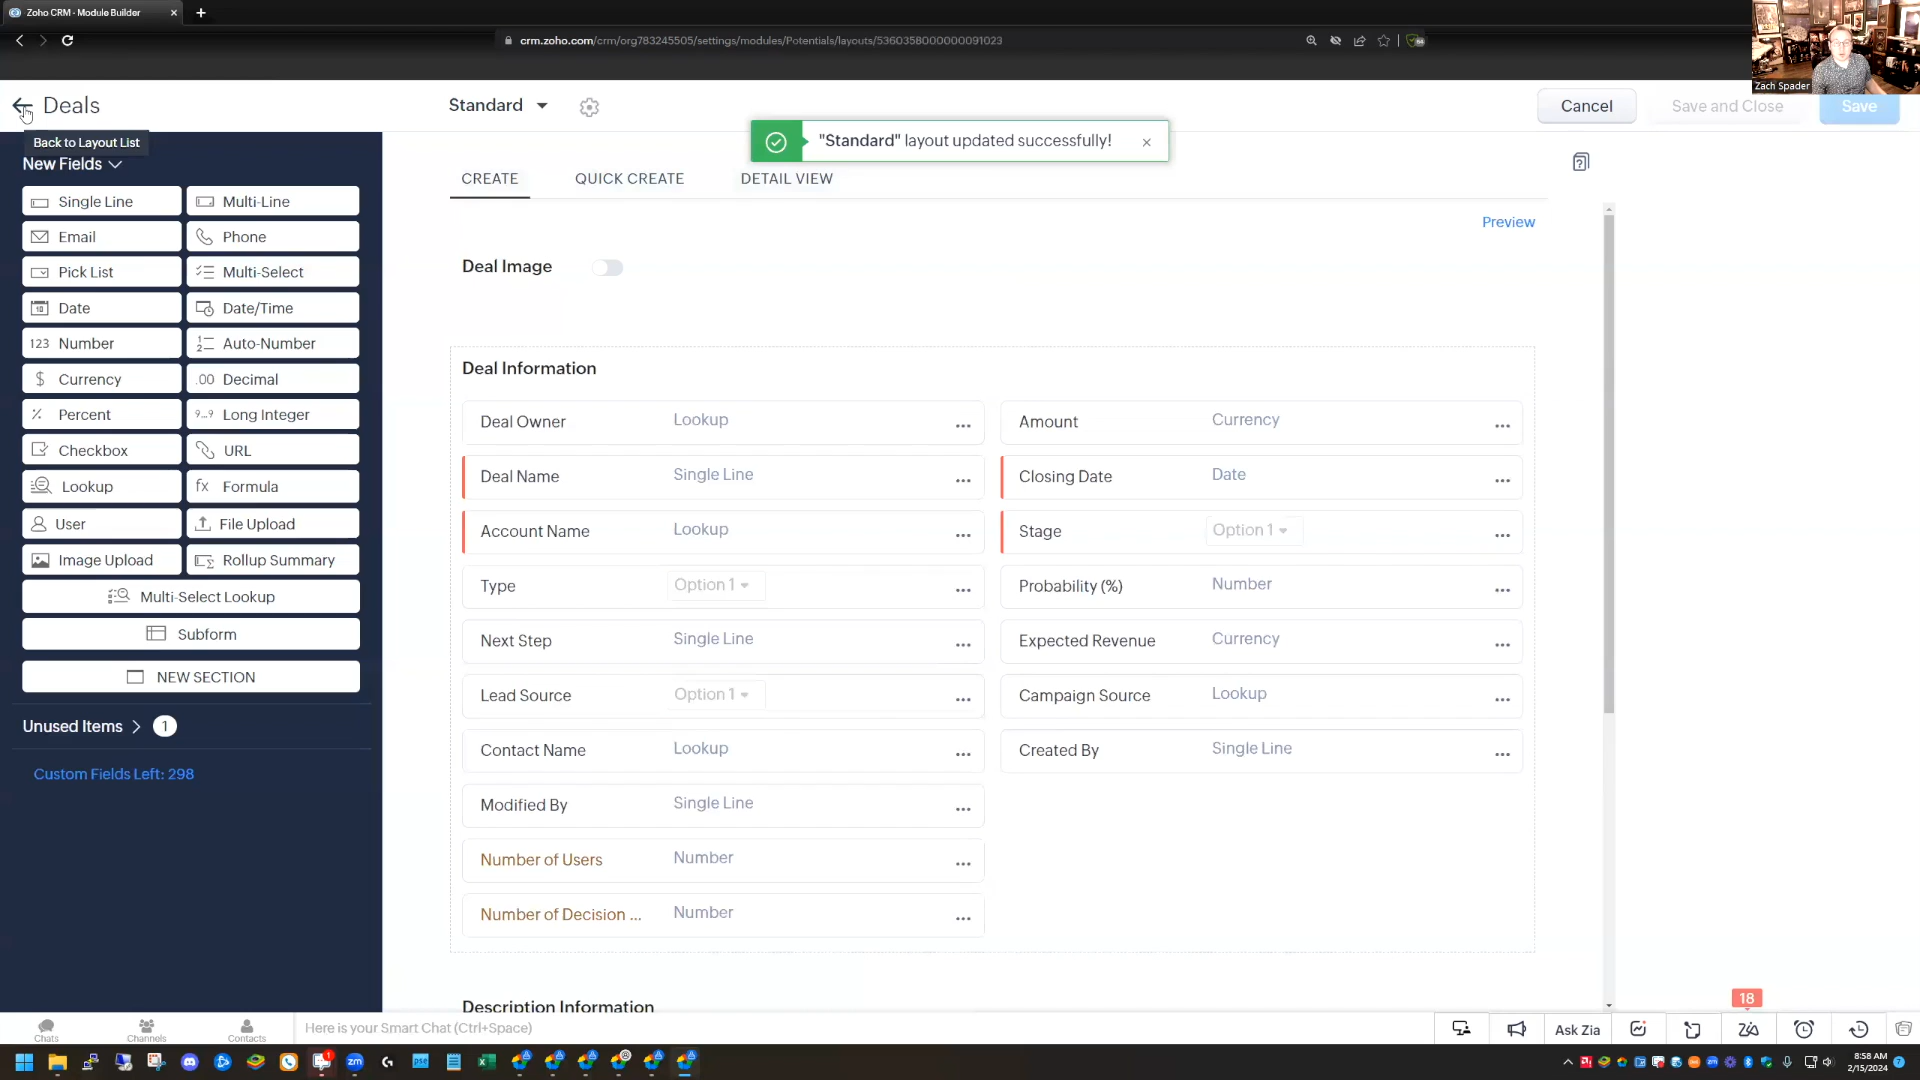 Zoho CRM - Module Builder
crm.zoho.com/crm/org783245505/settings/modules/Potentials/layouts/5360358000000091023
Zach Spader
Deals
Standard
Cancel
Save and Close
Save
Back to Layout List
"Standard" layout updated successfully!
New Fields
CREATE
QUICK CREATE
DETAIL VIEW
Preview
Single Line
Multi-Line
Email
Phone
Pick List
Multi-Select
Date
Date/Time
123 Number
Auto-Number
$ Currency
.00 Decimal
% Percent
9...9 Long Integer
Checkbox
URL
Lookup
fx Formula
User
File Upload
Image Upload
Rollup Summary
Multi-Select Lookup
Subform
NEW SECTION
Unused Items 1
Custom Fields Left: 298
Deal Image
Deal Information
Deal Owner Lookup
Amount Currency
Deal Name Single Line
Closing Date Date
Account Name Lookup
Stage Option 1
Type Option 1
Probability (%) Number
Next Step Single Line
Expected Revenue Currency
Lead Source Option 1
Campaign Source Lookup
Contact Name Lookup
Created By Single Line
Modified By Single Line
Number of Users Number
Number of Decision ... Number
Description Information
18
Chats
Channels
Contacts
Here is your Smart Chat (Ctrl+Space)
Ask Zia
8:58 AM
2/15/2024